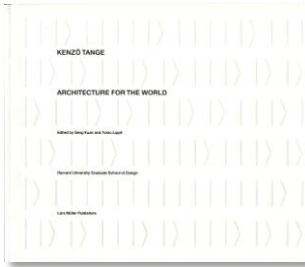 KENZŌ TANGE
ARCHITECTURE FOR THE WORLD
Edited by Seng Kuan and Yukio Lippit
Harvard University Graduate School of Design
Lars Müller Publishers